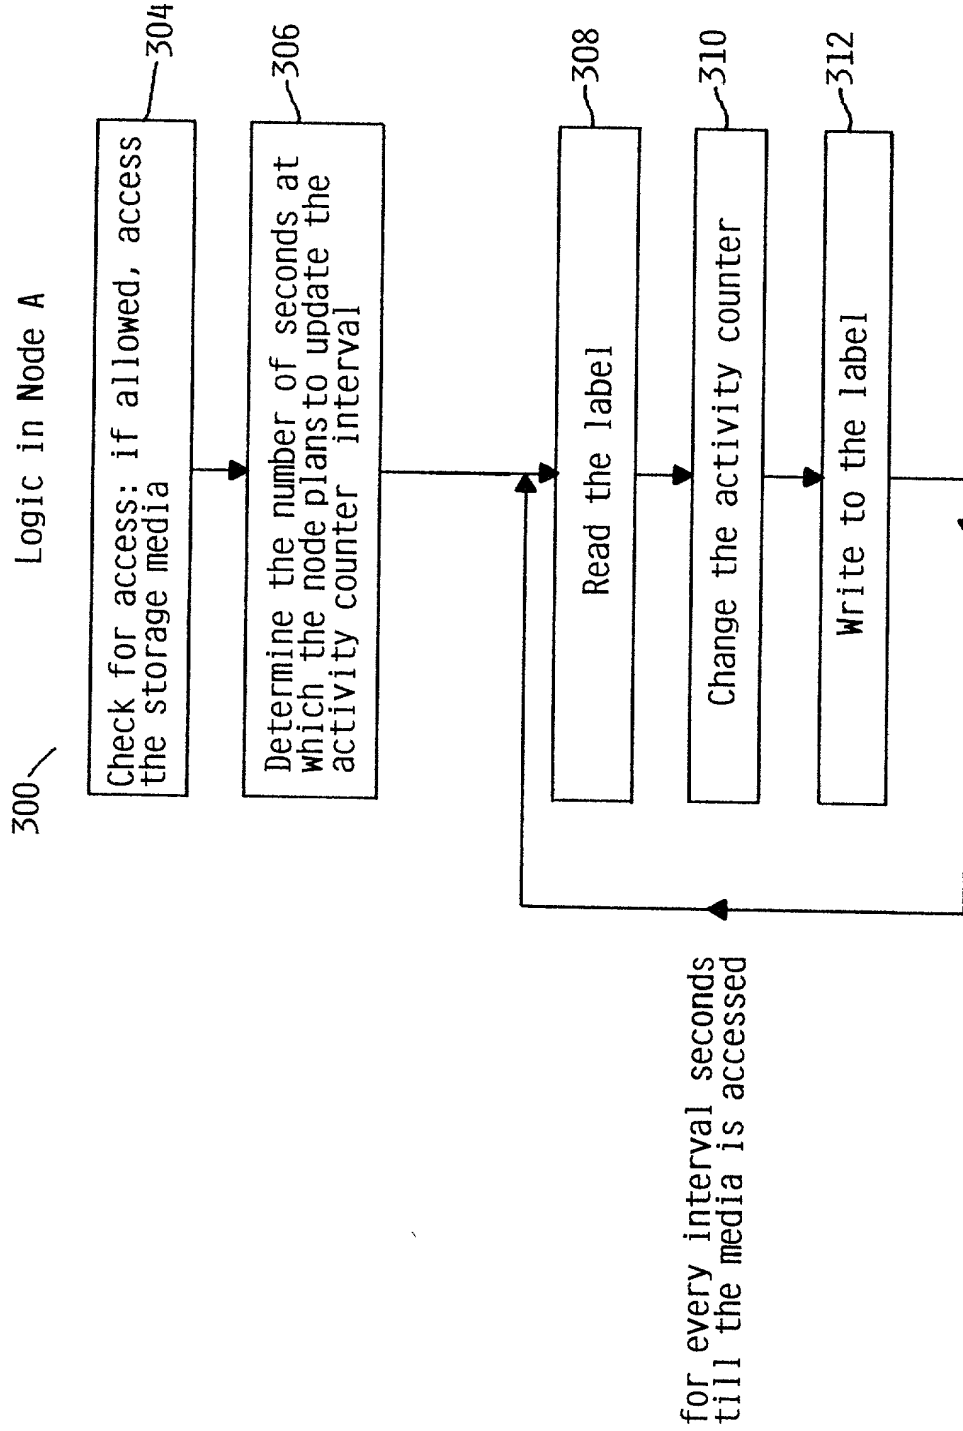 300
Logic in Node A
304
Check for access: if allowed, access
the storage media
306
Determine the number of seconds at
which the node plans to update the
activity counter interval
308
Read the label
310
Change the activity counter
312
Write to the label
for every interval seconds
till the media is accessed